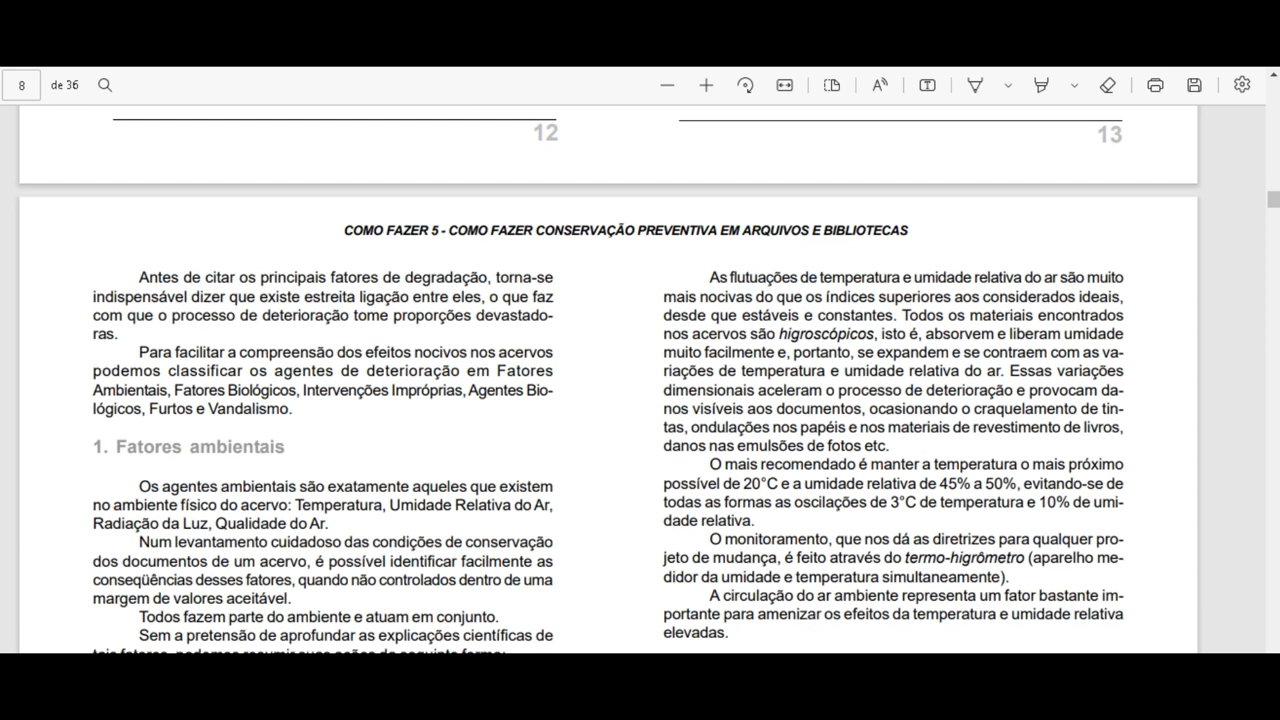 8 de 36
12
13
COMO FAZER 5 - COMO FAZER CONSERVAÇÃO PREVENTIVA EM ARQUIVOS E BIBLIOTECAS
Antes de citar os principais fatores de degradação, torna-se
indispensável dizer que existe estreita ligação entre eles, o que faz
com que o processo de deterioração tome proporções devastado-
ras.
Para facilitar a compreensão dos efeitos nocivos nos acervos
podemos classificar os agentes de deterioração em Fatores
Ambientais, Fatores Biológicos, Intervenções Impróprias, Agentes Bio-
lógicos, Furtos e Vandalismo.
1. Fatores ambientais
Os agentes ambientais são exatamente aqueles que existem
no ambiente físico do acervo: Temperatura, Umidade Relativa do Ar,
Radiação da Luz, Qualidade do Ar.
Num levantamento cuidadoso das condições de conservação
dos documentos de um acervo, é possível identificar facilmente as
conseqüências desses fatores, quando não controlados dentro de uma
margem de valores aceitável.
Todos fazem parte do ambiente e atuam em conjunto.
Sem a pretensão de aprofundar as explicações científicas de
tais fatores, podemos resumir suas ações da seguinte forma:
As flutuações de temperatura e umidade relativa do ar são muito
mais nocivas do que os índices superiores aos considerados ideais,
desde que estáveis e constantes. Todos os materiais encontrados
nos acervos são higroscópicos, isto é, absorvem e liberam umidade
muito facilmente e, portanto, se expandem e se contraem com as va-
riações de temperatura e umidade relativa do ar. Essas variações
dimensionais aceleram o processo de deterioração e provocam da-
nos visíveis aos documentos, ocasionando o craquelamento de tin-
tas, ondulações nos papéis e nos materiais de revestimento de livros,
danos nas emulsões de fotos etc.
O mais recomendado é manter a temperatura o mais próximo
possível de 20°C e a umidade relativa de 45% a 50%, evitando-se de
todas as formas as oscilações de 3°C de temperatura e 10% de umi-
dade relativa.
O monitoramento, que nos dá as diretrizes para qualquer pro-
jeto de mudança, é feito através do termo-higrômetro (aparelho me-
didor da umidade e temperatura simultaneamente).
A circulação do ar ambiente representa um fator bastante im-
portante para amenizar os efeitos da temperatura e umidade relativa
elevadas.